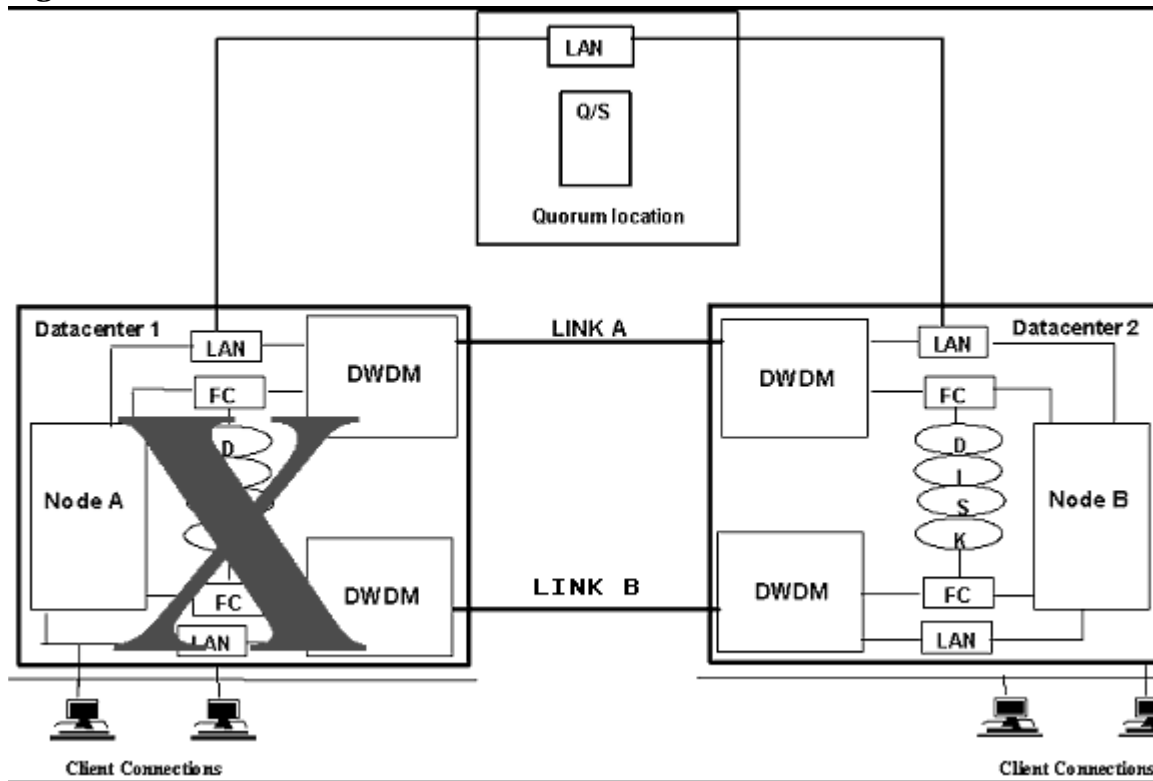 LAN
Q/S
Quorum location
Datacenter 1
LAN
DWDM
FC
D
Node A
FC
DWDM
LAN
Client Connections
LINK A
LINK B
Datacenter 2
DWDM
LAN
FC
D
I
S
K
Node B
DWDM
FC
LAN
Client Connections